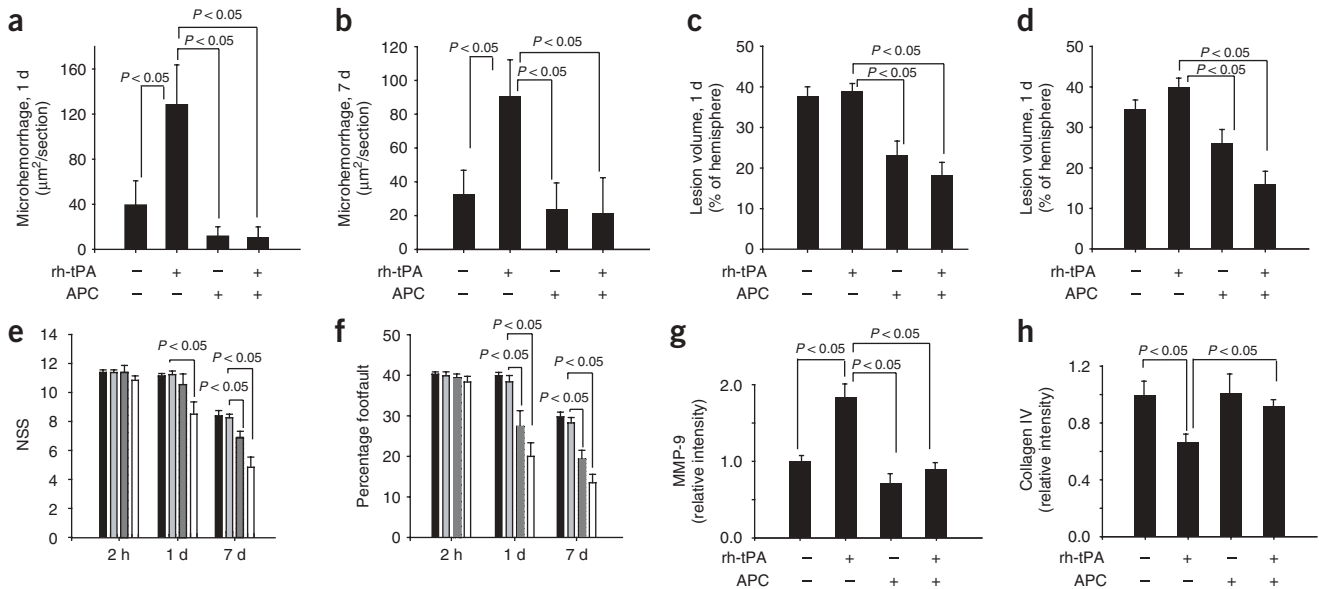 a
P < 0.05
P < 0.05
P < 0.05
Microhemorrhage, 1 d
(µm²/section)
160
120
80
40
0
rh-tPA – + – +
APC – – + +
b
P < 0.05
P < 0.05
P < 0.05
Microhemorrhage, 7 d
(µm²/section)
120
100
80
60
40
20
0
rh-tPA – + – +
APC – – + +
c
P < 0.05
P < 0.05
Lesion volume, 1 d
(% of hemisphere)
50
40
30
20
10
0
rh-tPA – + – +
APC – – + +
d
P < 0.05
P < 0.05
Lesion volume, 1 d
(% of hemisphere)
50
40
30
20
10
0
rh-tPA – + – +
APC – – + +
e
NSS
14
12
10
8
6
4
2
0
P < 0.05
P < 0.05
P < 0.05
2 h 1 d 7 d
f
Percentage footfault
50
40
30
20
10
0
P < 0.05
P < 0.05
P < 0.05
P < 0.05
2 h 1 d 7 d
g
P < 0.05
P < 0.05
P < 0.05
MMP-9
(relative intensity)
2.0
1.0
0.0
rh-tPA – + – +
APC – – + +
h
P < 0.05
P < 0.05
Collagen IV
(relative intensity)
1.2
0.8
0.4
0.0
rh-tPA – + – +
APC – – + +